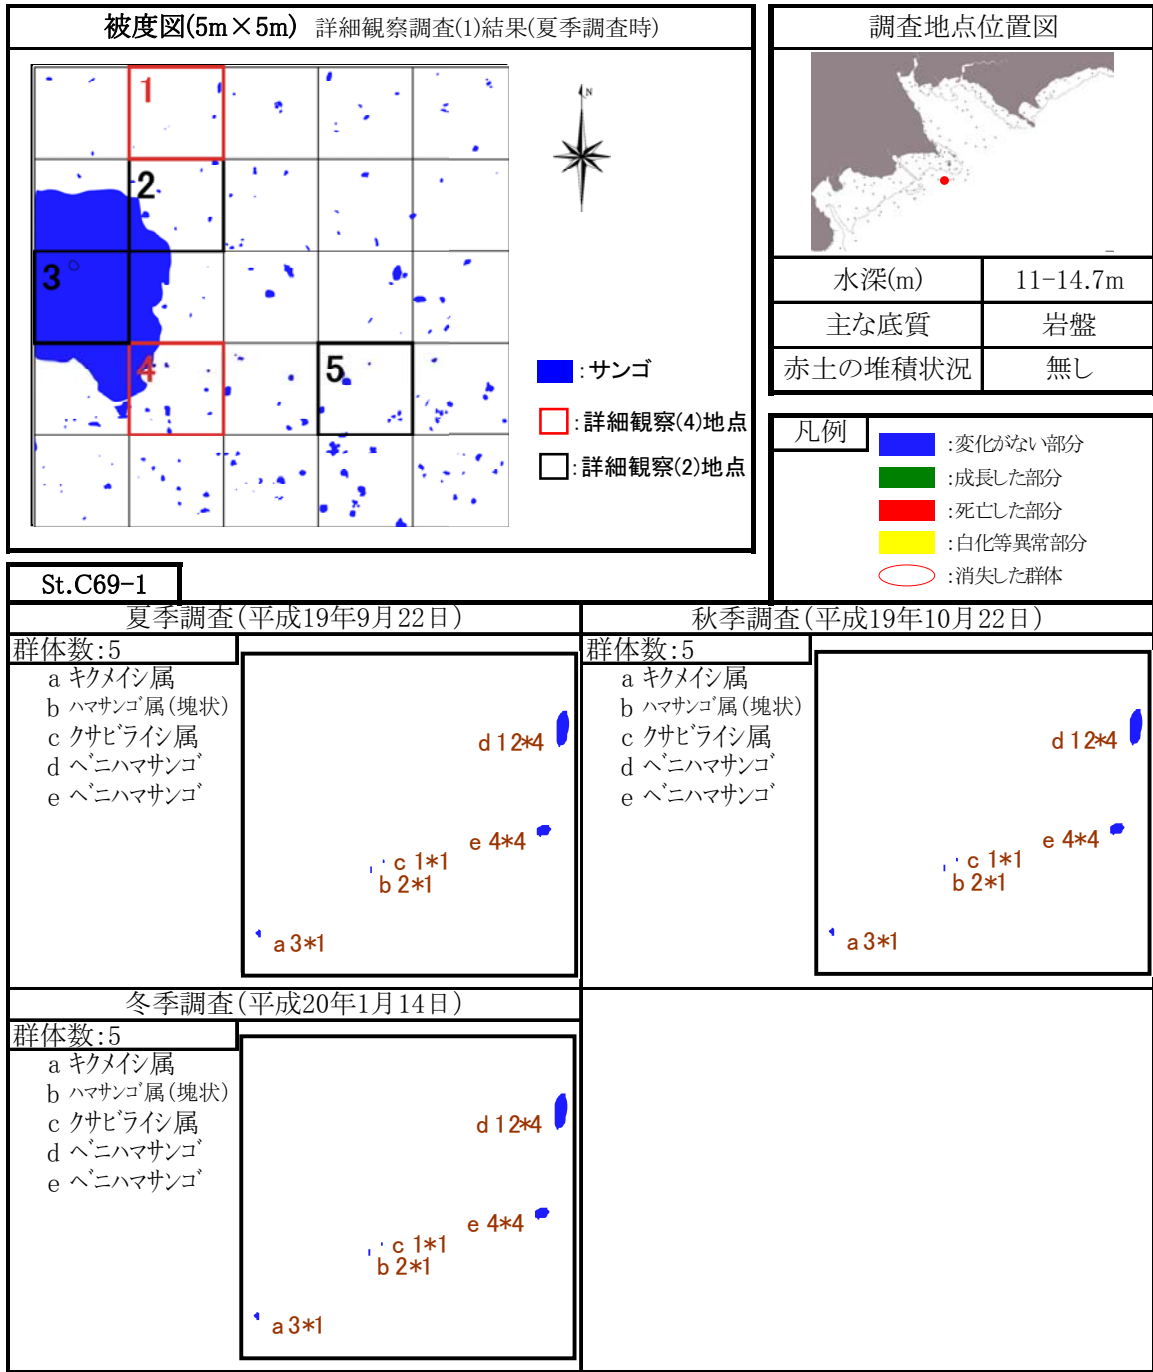 被度図(5m×5m) 詳細観察調査(1)結果(夏季調査時)
1
2
3
4
5
N
:サンゴ
:詳細観察(4)地点
:詳細観察(2)地点
調査地点位置図
水深(m) 11-14.7m
主な底質 岩盤
赤土の堆積状況 無し
凡例
:変化がない部分
:成長した部分
:死亡した部分
:白化等異常部分
:消失した群体
St.C69-1
夏季調査(平成19年9月22日)
群体数:5
a キクメイシ属
b ハマサンゴ属(塊状)
c クサビライシ属
d ベニハマサンゴ
e ベニハマサンゴ
d 12*4
e 4*4
c 1*1
b 2*1
a 3*1
秋季調査(平成19年10月22日)
群体数:5
a キクメイシ属
b ハマサンゴ属(塊状)
c クサビライシ属
d ベニハマサンゴ
e ベニハマサンゴ
d 12*4
e 4*4
c 1*1
b 2*1
a 3*1
冬季調査(平成20年1月14日)
群体数:5
a キクメイシ属
b ハマサンゴ属(塊状)
c クサビライシ属
d ベニハマサンゴ
e ベニハマサンゴ
d 12*4
e 4*4
c 1*1
b 2*1
a 3*1